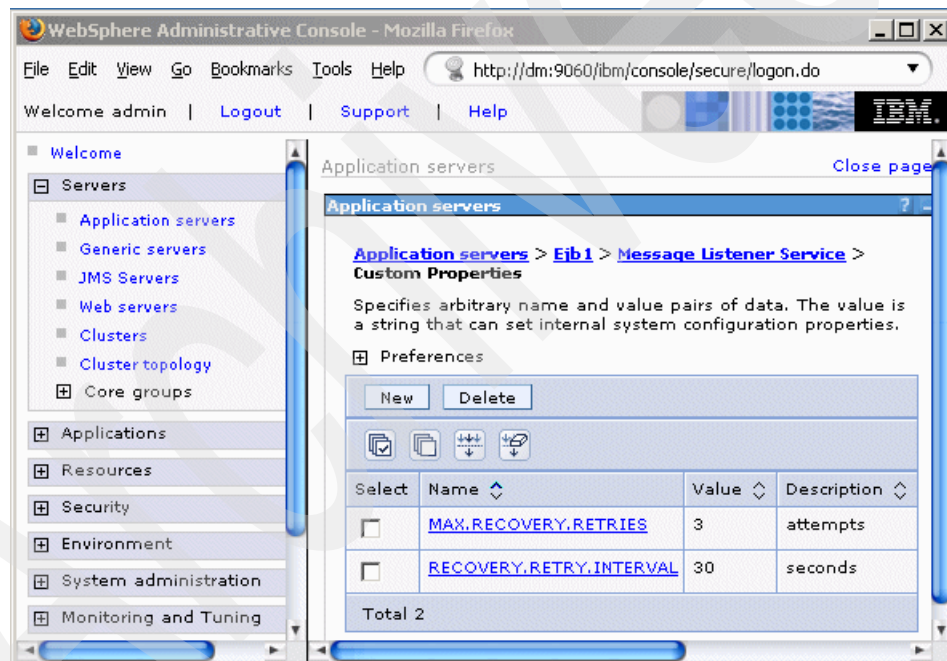 WebSphere Administrative Console - Mozilla Firefox
File Edit View Go Bookmarks Tools Help http://dm:9060/ibm/console/secure/logon.do
Welcome admin | Logout | Support | Help IBM.
Welcome
Servers
Application servers
Generic servers
JMS Servers
Web servers
Clusters
Cluster topology
Core groups
Applications
Resources
Security
Environment
System administration
Monitoring and Tuning
Application servers Close page
Application servers ? -
Application servers > Ejb1 > Message Listener Service >
Custom Properties
Specifies arbitrary name and value pairs of data. The value is
a string that can set internal system configuration properties.
Preferences
New Delete
Select Name Value Description
MAX.RECOVERY.RETRIES 3 attempts
RECOVERY.RETRY.INTERVAL 30 seconds
Total 2